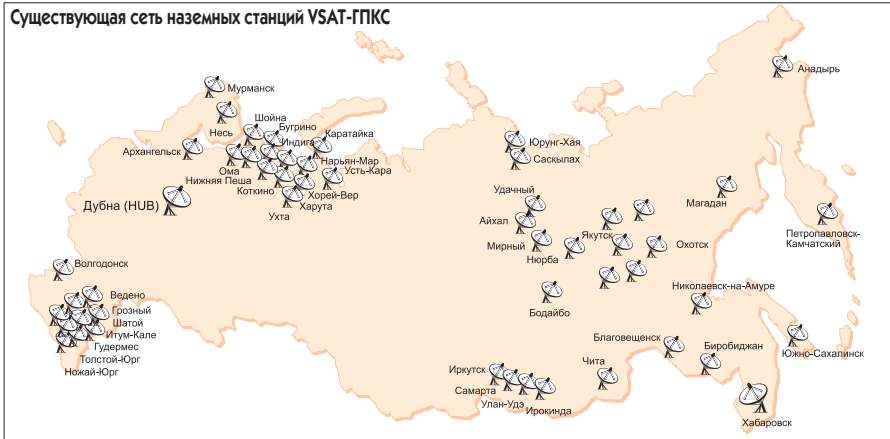 Существующая сеть наземных станций VSAT-ГПКС
Анадырь
Мурманск
Шойна
Бугрино
Несь
Индига
Каратайка
Юрунг-Хая
Архангельск
Саскылах
Ома
Нарьян-Мар
Нижняя Пеша
Усть-Кара
Коткино
Хорей-Вер
Удачный
Магадан
Дубна (HUB)
Харута
Ухта
Айхал
Якутск
Петропавловск-
Камчатский
Мирный
Охотск
Нюрба
Волгодонск
Николаевск-на-Амуре
Ведено
Грозный
Бодайбо
Шатой
Итум-Кале
Благовещенск
Биробиджан
Гудермес
Южно-Сахалинск
Толстой-Юрг
Чита
Иркутск
Ножай-Юрг
Самарта
Улан-Удэ
Ирокинда
Хабаровск